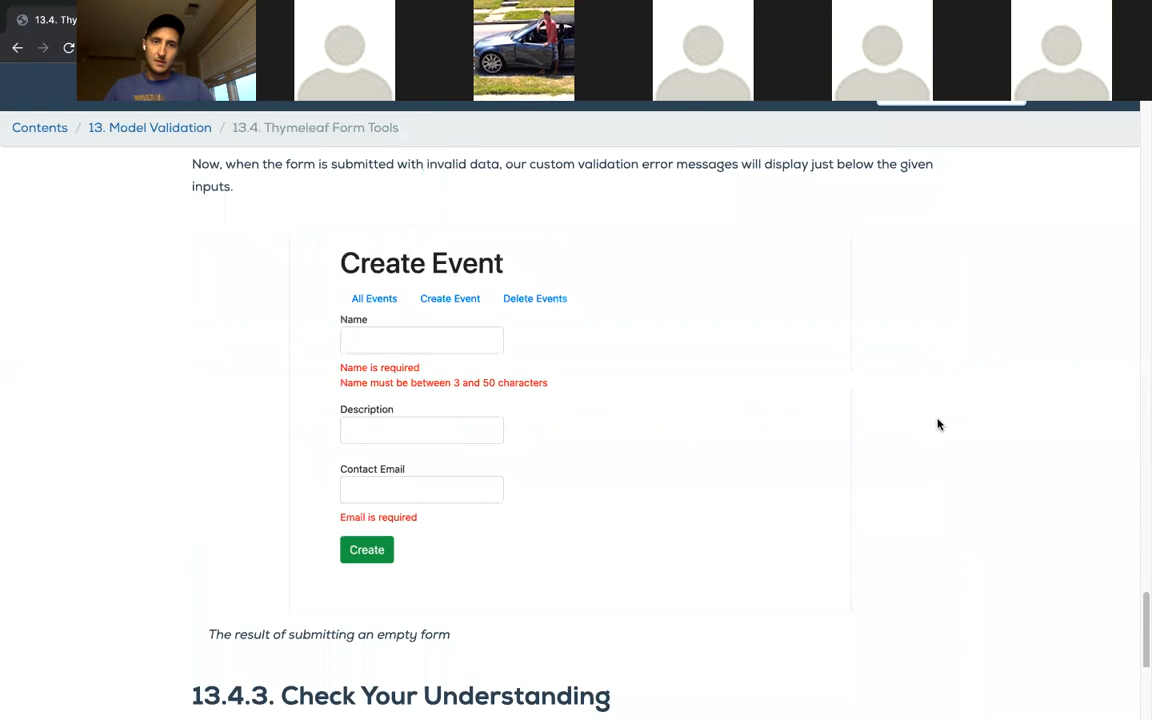 13.4. Thy
Contents / 13. Model Validation / 13.4. Thymeleaf Form Tools
Now, when the form is submitted with invalid data, our custom validation error messages will display just below the given
inputs.
Create Event
All Events Create Event Delete Events
Name
Name is required
Name must be between 3 and 50 characters
Description
Contact Email
Email is required
Create
The result of submitting an empty form
13.4.3. Check Your Understanding